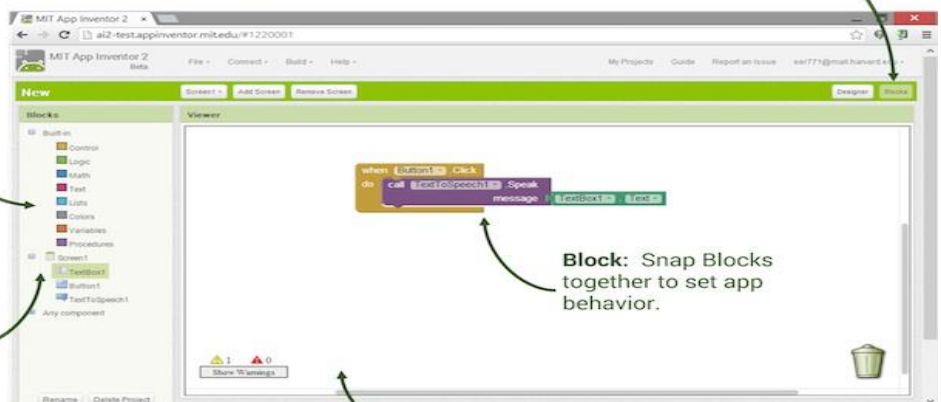 MIT App Inventor 2 ×
ai2-test.appinventor.mit.edu/#1220001
MIT App Inventor 2
Beta
File - Connect - Build - Help -
My Projects Guide Report an Issue
New
Screen1 - Add Screen Remove Screen
Designer Blocks
Blocks
Viewer
Built-in
Control
Logic
Math
Text
Lists
Colors
Variables
Procedures
Screen1
TextBox1
Button1
TextToSpeech1
Any component
when Button1 . Click
do call TextToSpeech1 . Speak
message TextBox1 . Text
Block: Snap Blocks
together to set app
behavior.
1 0
Show Warnings
Rename Delete Project